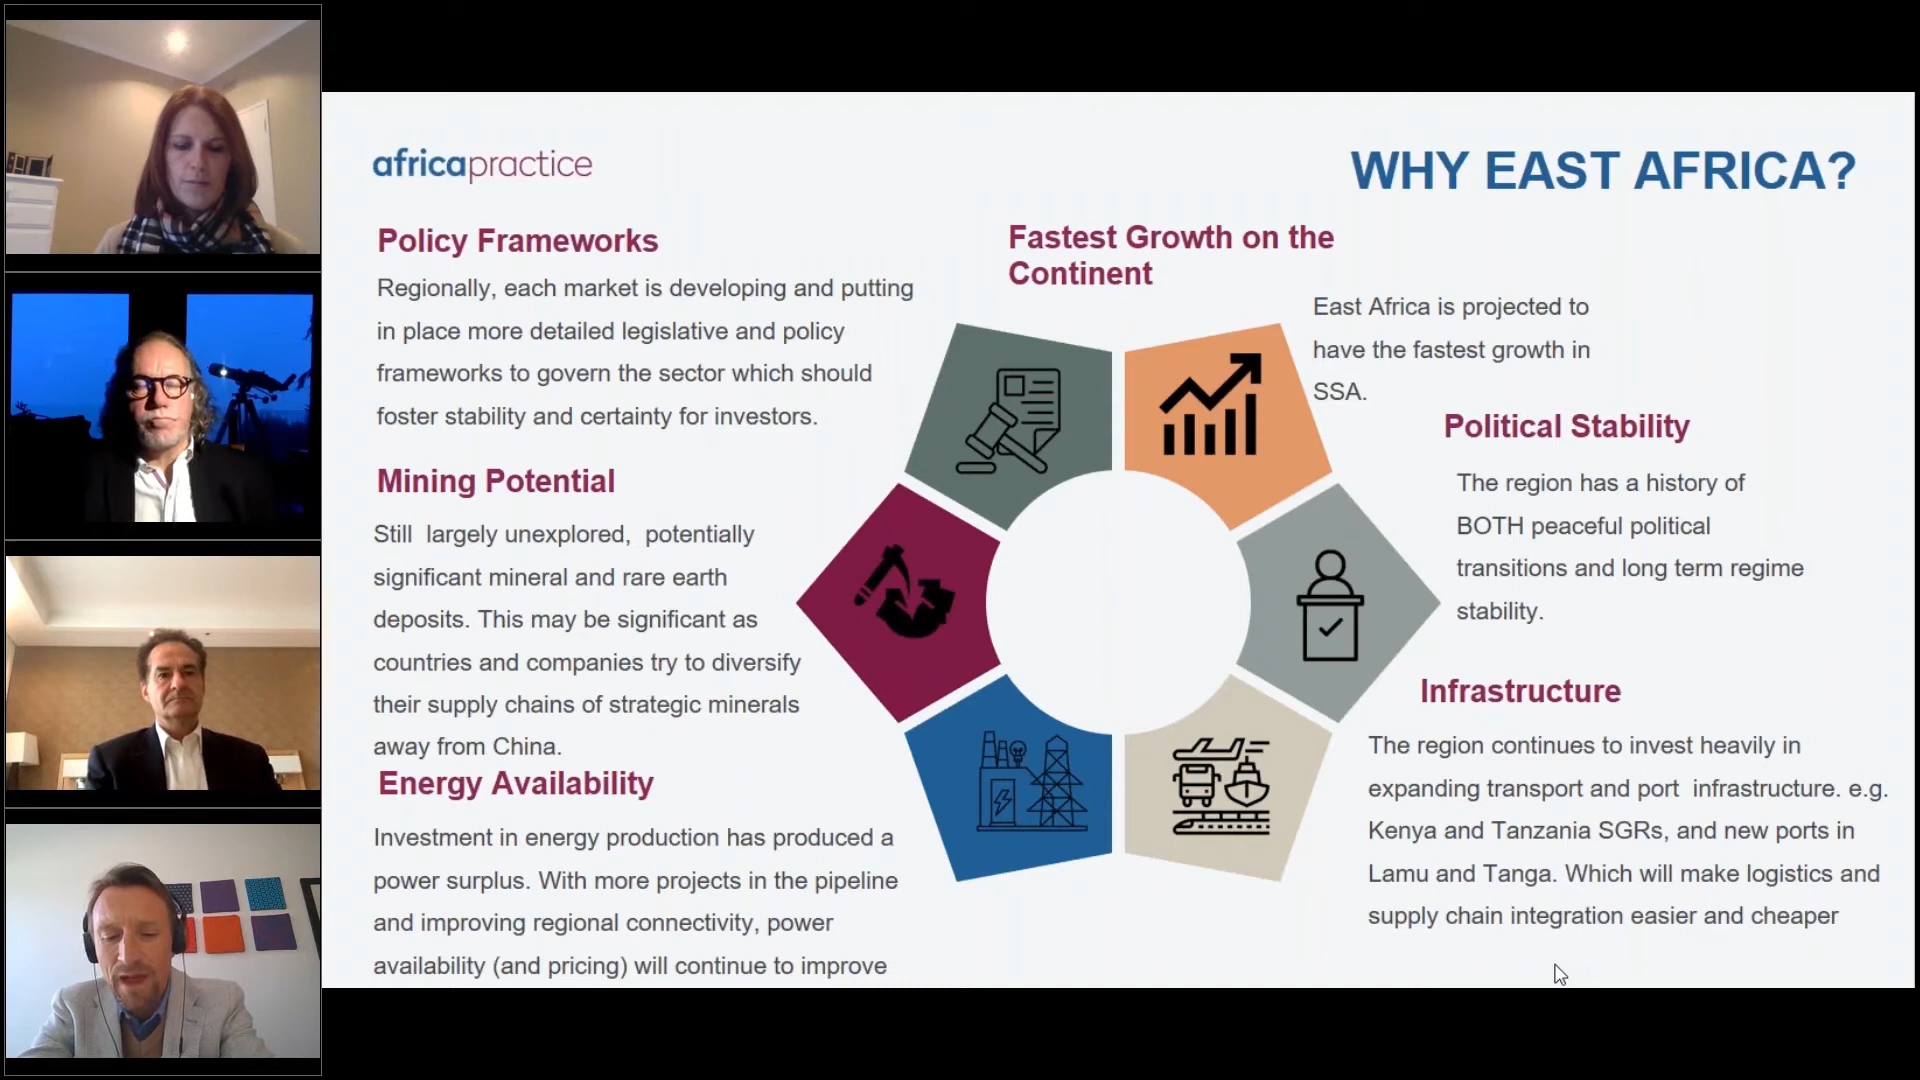 africapractice
WHY EAST AFRICA?
Policy Frameworks
Regionally, each market is developing and putting
in place more detailed legislative and policy
frameworks to govern the sector which should
foster stability and certainty for investors.
Mining Potential
Still largely unexplored, potentially
significant mineral and rare earth
deposits. This may be significant as
countries and companies try to diversify
their supply chains of strategic minerals
away from China.
Energy Availability
Investment in energy production has produced a
power surplus. With more projects in the pipeline
and improving regional connectivity, power
availability (and pricing) will continue to improve
Fastest Growth on the
Continent
East Africa is projected to
have the fastest growth in
SSA.
Political Stability
The region has a history of
BOTH peaceful political
transitions and long term regime
stability.
Infrastructure
The region continues to invest heavily in
expanding transport and port infrastructure. e.g.
Kenya and Tanzania SGRs, and new ports in
Lamu and Tanga. Which will make logistics and
supply chain integration easier and cheaper